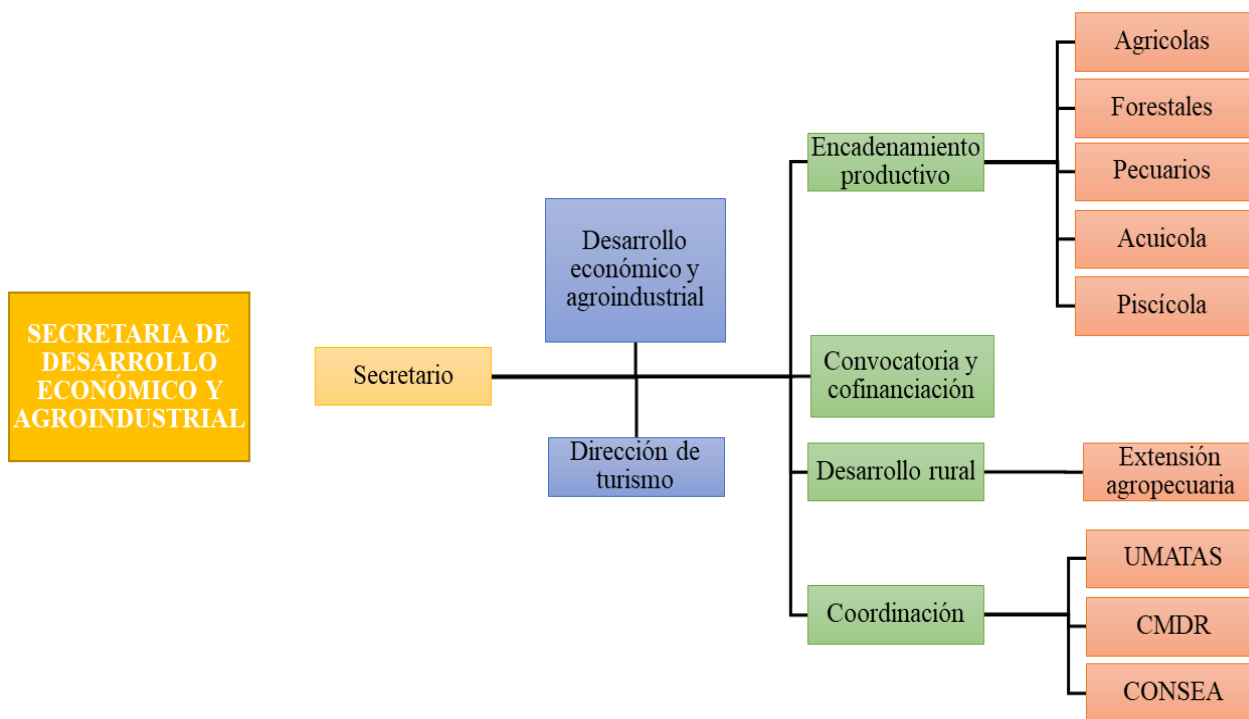 SECRETARIA DE
DESARROLLO
ECONÓMICO Y
AGROINDUSTRIAL
Secretario
Desarrollo
económico y
agroindustrial
Dirección de
turismo
Encadenamiento
productivo
Agricolas
Forestales
Pecuarios
Acuicola
Piscícola
Convocatoria y
cofinanciación
Desarrollo rural
Extensión
agropecuaria
Coordinación
UMATAS
CMDR
CONSEA